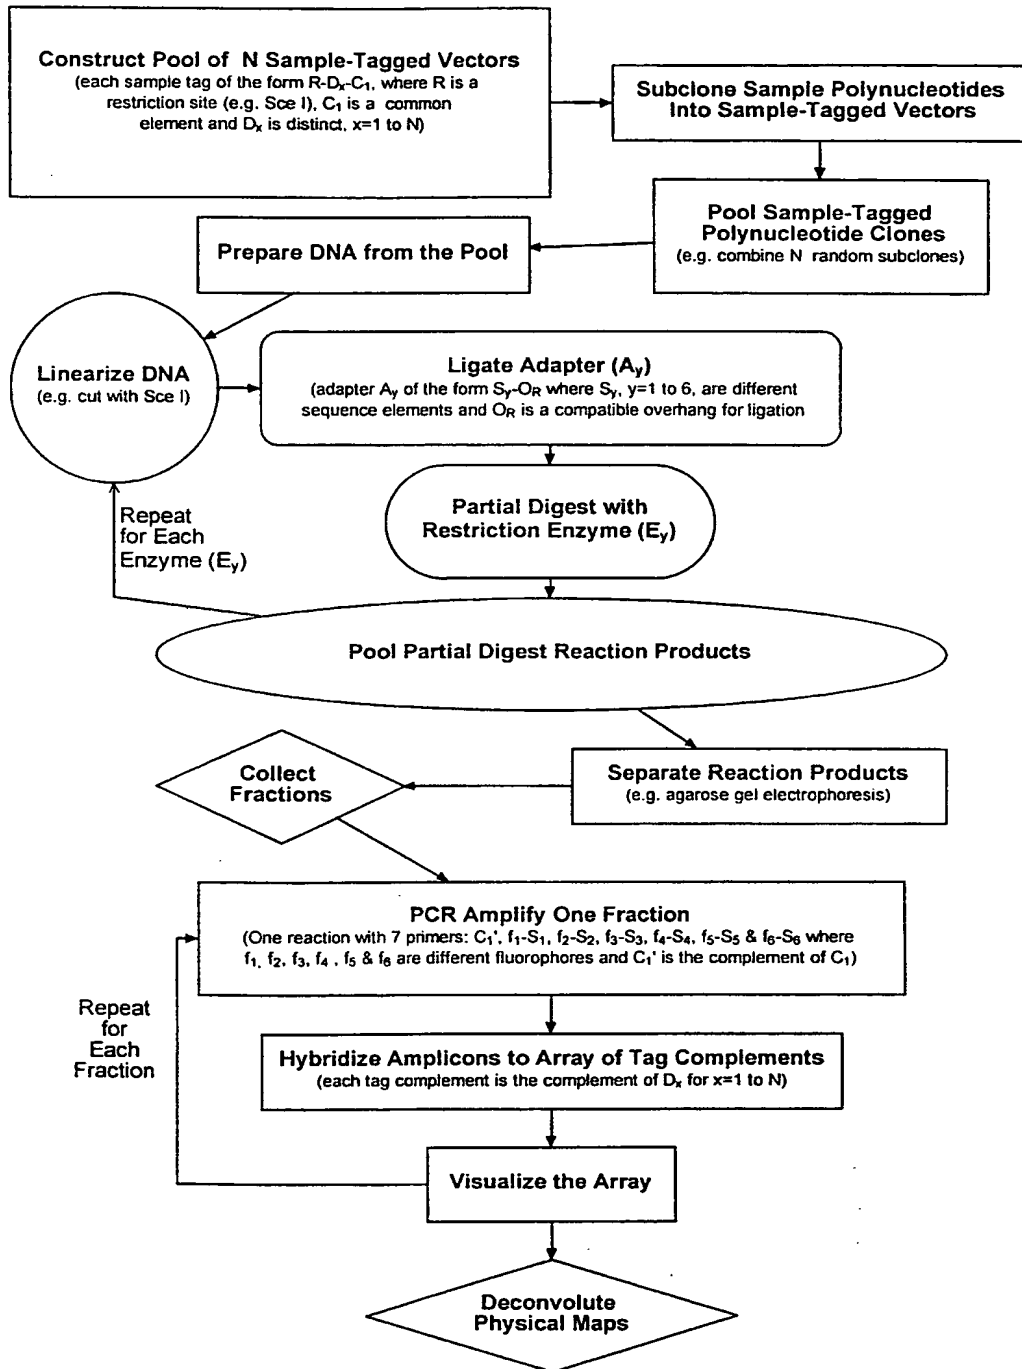 Construct Pool of N Sample-Tagged Vectors
(each sample tag of the form R-Dₓ-C₁, where R is a
restriction site (e.g. Sce I), C₁ is a common
element and Dₓ is distinct, x=1 to N)
Subclone Sample Polynucleotides
Into Sample-Tagged Vectors
Pool Sample-Tagged
Polynucleotide Clones
(e.g. combine N random subclones)
Prepare DNA from the Pool
Linearize DNA
(e.g. cut with Sce I)
Ligate Adapter (Ay)
(adapter Ay of the form Sy-OR where Sy, y=1 to 6, are different
sequence elements and OR is a compatible overhang for ligation
Partial Digest with
Restriction Enzyme (Ey)
Repeat
for Each
Enzyme (Ey)
Pool Partial Digest Reaction Products
Separate Reaction Products
(e.g. agarose gel electrophoresis)
Collect
Fractions
PCR Amplify One Fraction
(One reaction with 7 primers: C₁', f₁-S₁, f₂-S₂, f₃-S₃, f₄-S₄, f₅-S₅ & f₆-S₆ where
f₁, f₂, f₃, f₄ , f₅ & f₆ are different fluorophores and C₁' is the complement of C₁)
Repeat
for
Each
Fraction
Hybridize Amplicons to Array of Tag Complements
(each tag complement is the complement of Dₓ for x=1 to N)
Visualize the Array
Deconvolute
Physical Maps